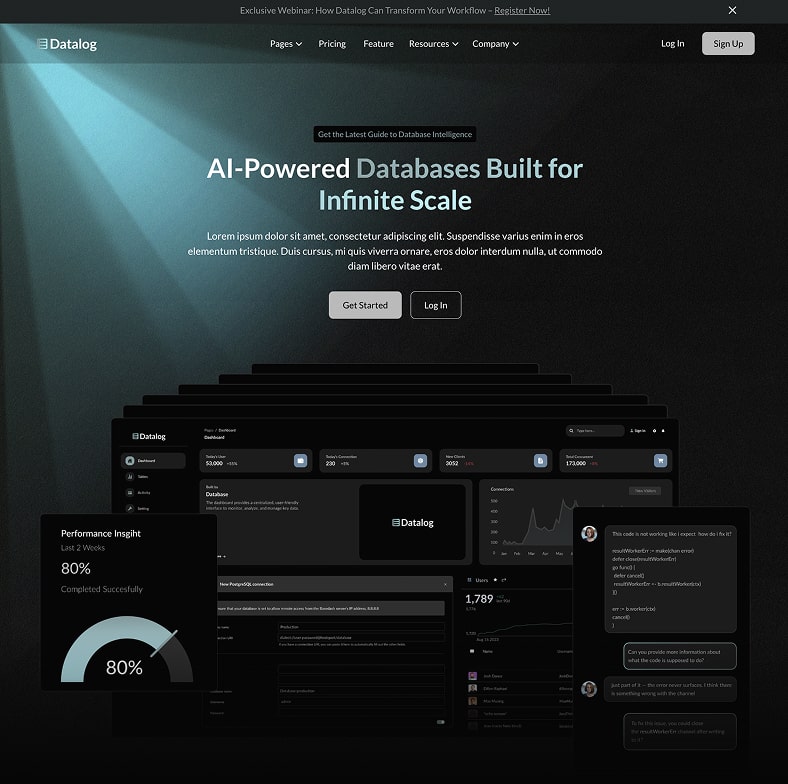 Exclusive Webinar: How Datalog Can Transform Your Workflow – Register Now!
Datalog
Pages
Pricing
Feature
Resources
Company
Log In
Sign Up
Get the Latest Guide to Database Intelligence
AI-Powered Databases Built for
Infinite Scale
Lorem ipsum dolor sit amet, consectetur adipiscing elit. Suspendisse varius enim in eros
elementum tristique. Duis cursus, mi quis viverra ornare, eros dolor interdum nulla, ut commodo
diam libero vitae erat.
Get Started
Log In
Datalog
Pages / Dashboard
Dashboard
Type here...
Sign In
Dashboard
Tables
Activity
Setting
Today's User
53,000 +55%
Today's Connection
230 +5%
New Clients
3052
Total Concurrent
173,000
Built by
Database
The dashboard provides a centralized, user-friendly
interface to monitor, analyze, and manage key data.
Datalog
Connections
500
400
300
200
100
0
Jan
Feb
Mar
Apr
May
Performance Insgiht
Last 2 Weeks
80%
Completed Succesfully
80%
New PostgreSQL connection
Users
1,789
Aug 15 2023
Name
This code is not working like I expect how do i fix it?
resultWorkerErr := make(chan error)
defer close(resultWorkerErr)
go func() {
defer cancel()
resultWorkerErr <- b.resultWorker(ctx)
}()
err := b.worker(ctx)
cancel()
}
Can you provide more information about
what the code is supposed to do?
just part of it — the error never surfaces. I think there
is something wrong with the channel
To fix this issue, you could close
the resultWorkerErr channel after writing
to it"